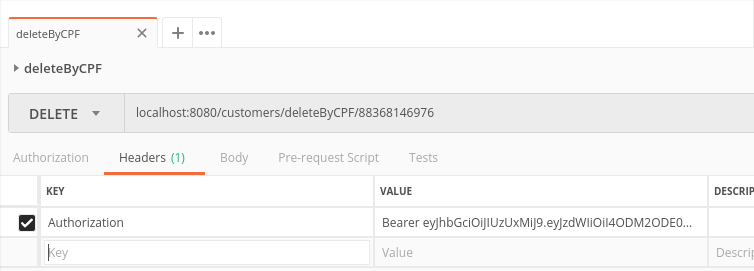 deleteByCPF
deleteByCPF
DELETE localhost:8080/customers/deleteByCPF/88368146976
Authorization Headers (1) Body Pre-request Script Tests
KEY VALUE DESCRIP
Authorization Bearer eyJhbGciOiJIUzUxMiJ9.eyJzdWIiOiI4ODM2ODE0...
Key Value Descrip